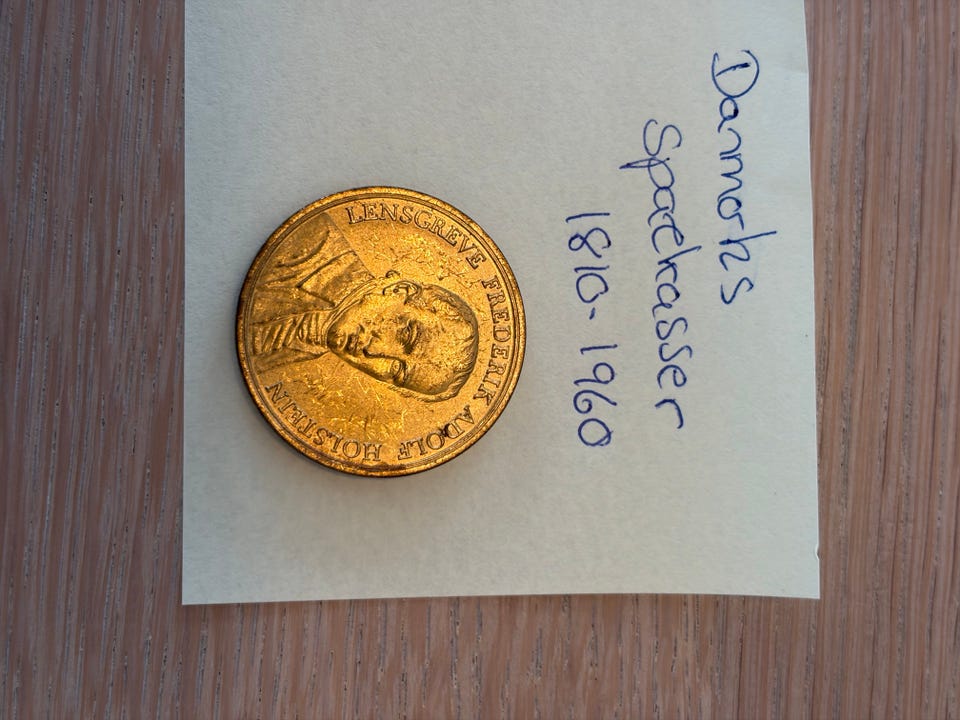 Danmarks
Sparekasser
1810-1960
LENSGREVE FREDERIK ADOLF HOLSTEIN